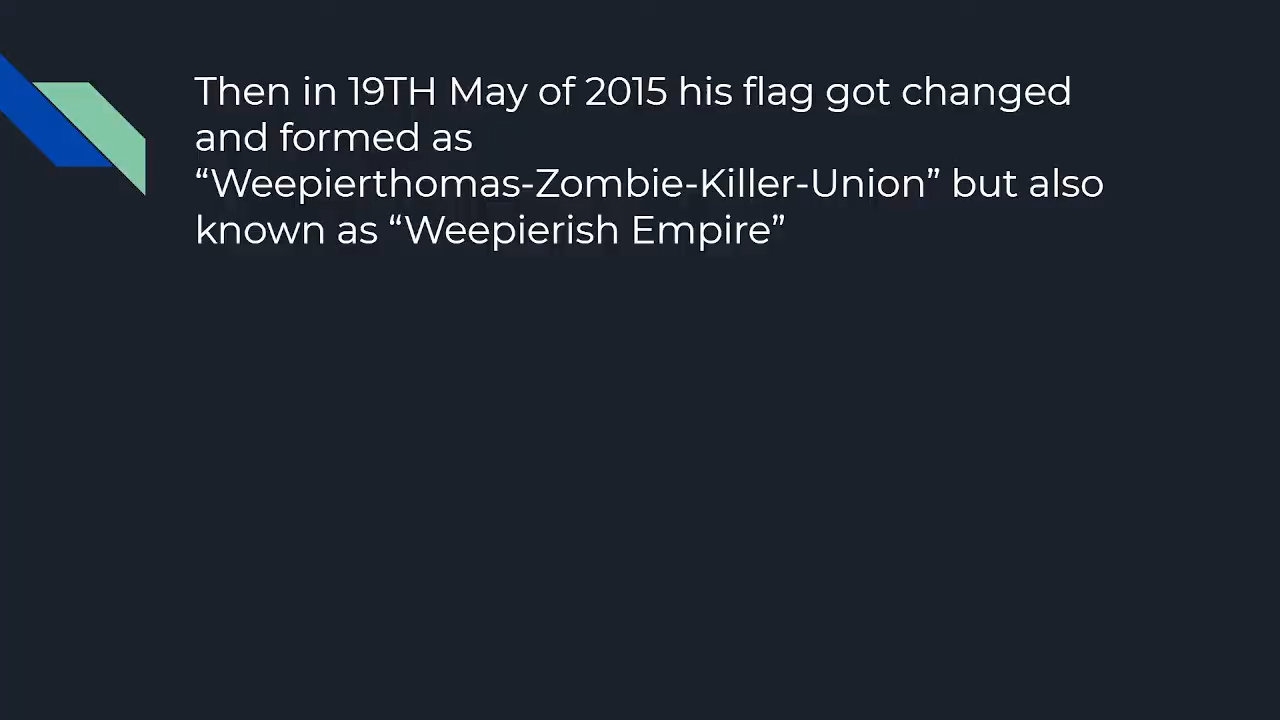 Then in 19TH May of 2015 his flag got changed
and formed as
“Weepierthomas-Zombie-Killer-Union” but also
known as “Weepierish Empire”